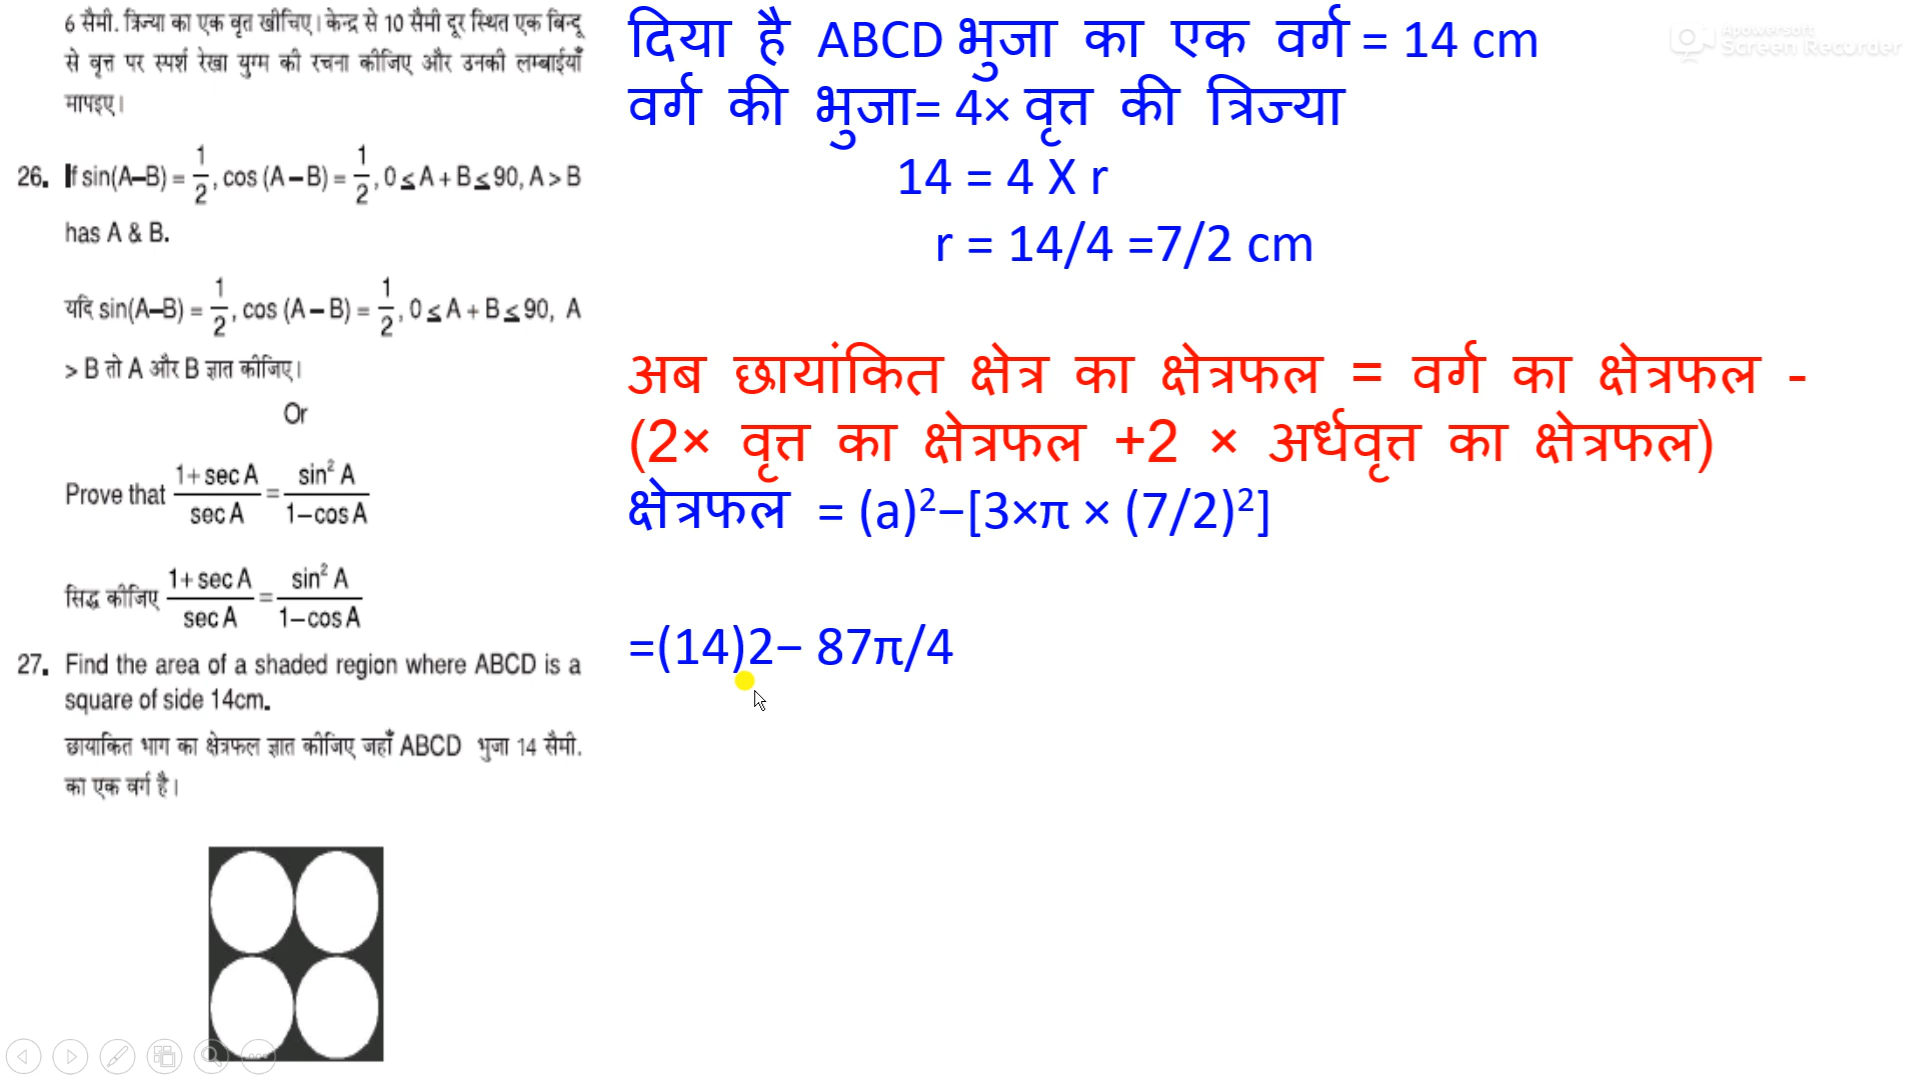 6 सैमी. त्रिज्या का एक वृत खीचिए। केन्द्र से 10 सैमी दूर स्थित एक बिन्दू
से वृत्त पर स्पर्श रेखा युग्म की रचना कीजिए और उनकी लम्बाईयाँ
मापइए।
26. If sin(A–B) = 1/2, cos (A – B) = 1/2, 0 ≤ A + B ≤ 90, A > B
has A & B.
यदि sin(A–B) = 1/2, cos (A – B) = 1/2, 0 ≤ A + B ≤ 90, A
> B तो A और B ज्ञात कीजिए।
Or
Prove that (1+ sec A)/(sec A) = (sin² A)/(1–cos A)
सिद्ध कीजिए (1+ sec A)/(sec A) = (sin² A)/(1–cos A)
27. Find the area of a shaded region where ABCD is a
square of side 14cm.
छायाकित भाग का क्षेत्रफल ज्ञात कीजिए जहाँ ABCD भुजा 14 सैमी.
का एक वर्ग है।
दिया है ABCD भुजा का एक वर्ग = 14 cm
वर्ग की भुजा= 4× वृत्त की त्रिज्या
14 = 4 X r
r = 14/4 =7/2 cm
अब छायांकित क्षेत्र का क्षेत्रफल = वर्ग का क्षेत्रफल -
(2× वृत्त का क्षेत्रफल +2 × अर्धवृत्त का क्षेत्रफल)
क्षेत्रफल = (a)²−[3×π × (7/2)²]
=(14)2− 87π/4
Apowersoft
Screen Recorder